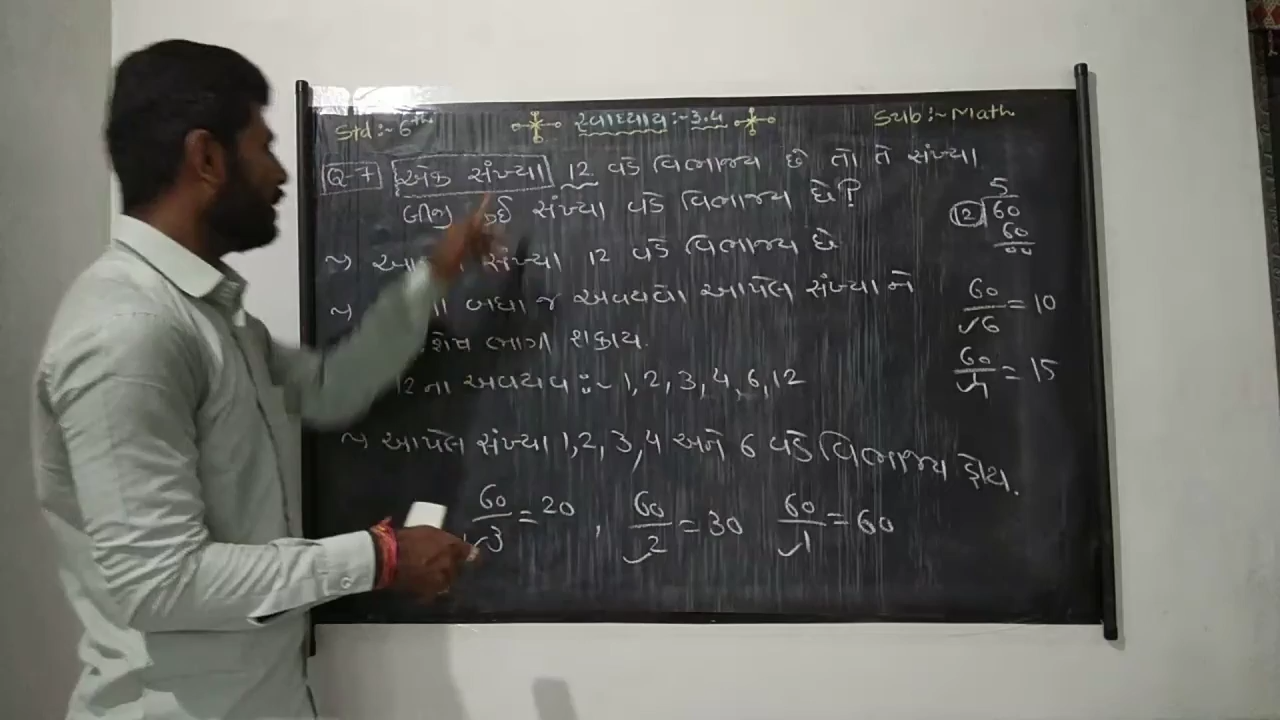 Std :- 6th સ્વાધ્યાય :- 3.4 Sub :- Math
Q-7 એક સંખ્યા 12 વડે વિભાજ્ય છે તો તે સંખ્યા
બીજી કઈ સંખ્યા વડે વિભાજ્ય છે?
~) સંખ્યા 12 વડે વિભાજ્ય છે
~) બધા જ અવયવો આપેલ સંખ્યા ને
શેષ ભાગી શકાય.
12 ના અવયવ :~ 1, 2, 3, 4, 6, 12
~) આપેલ સંખ્યા 1, 2, 3, 4 અને 6 વડે વિભાજ્ય હોય.
60/3 = 20 , 60/2 = 30 60/1 = 60
5
12 60
60
00
60/6 = 10
60/4 = 15